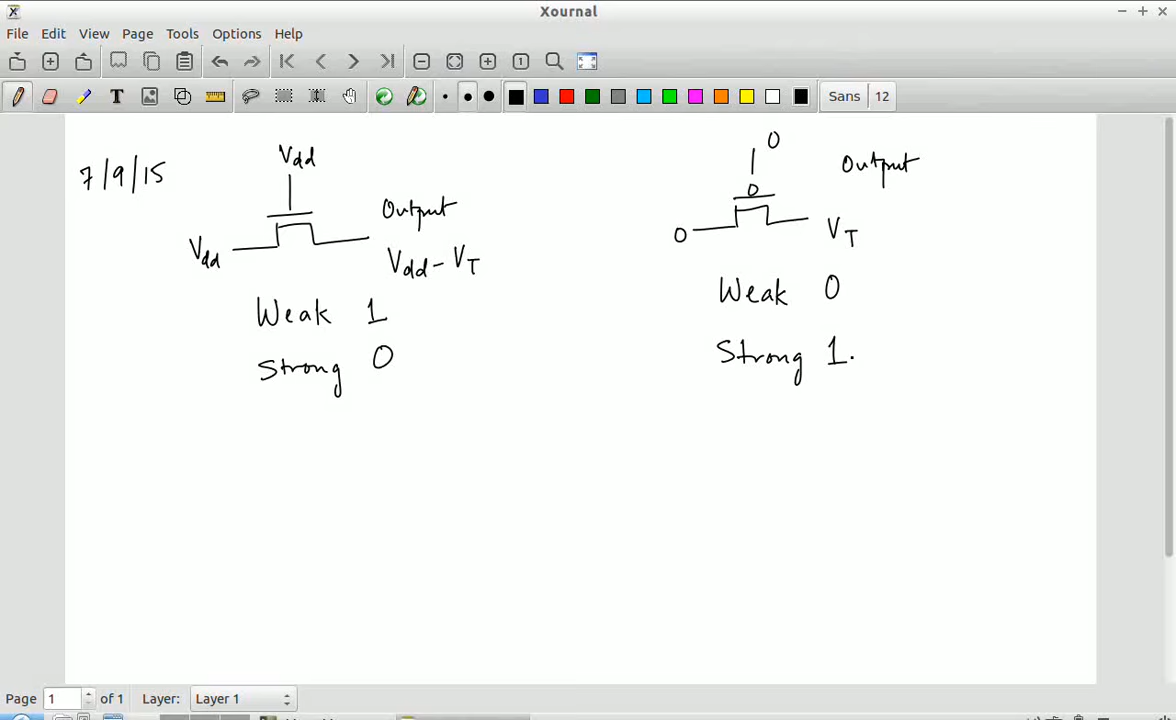 Xournal
File Edit View Page Tools Options Help
Sans 12
7/9/15
Vdd
Vdd
Output
Vdd - VT
Weak 1
Strong 0
0
0
Output
VT
Weak 0
Strong 1.
Page 1 of 1 Layer: Layer 1